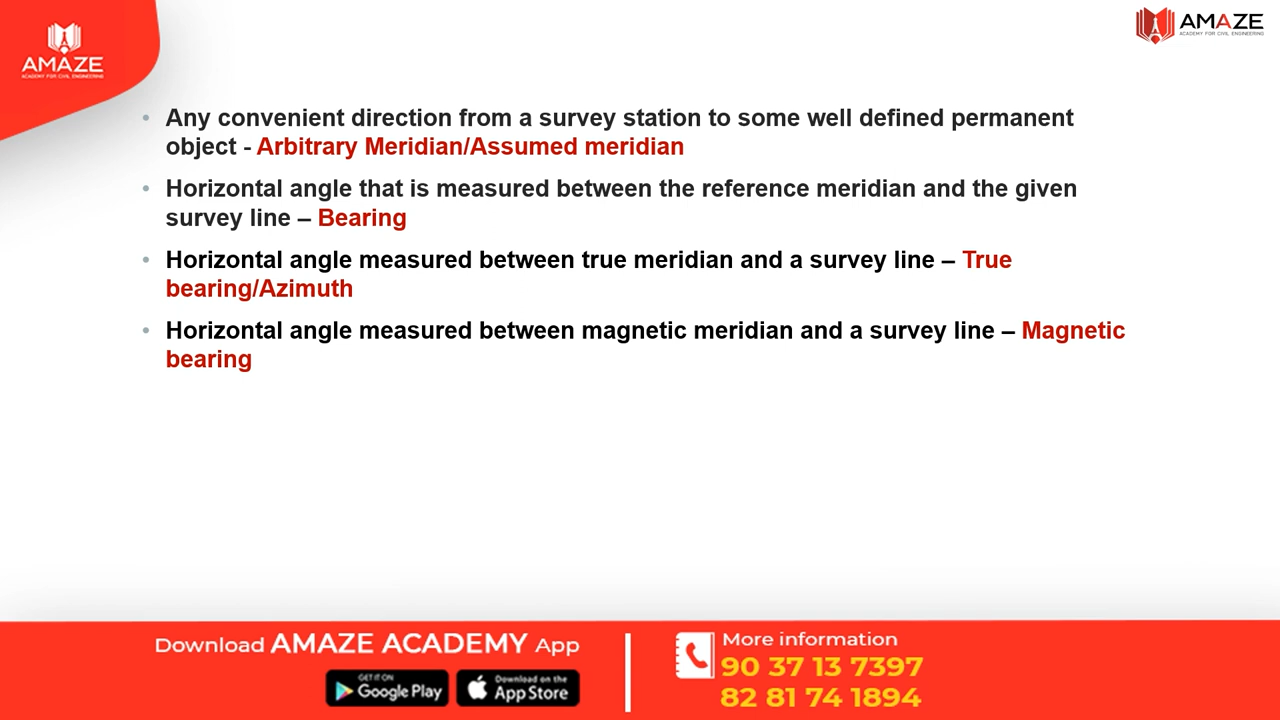 AMAZE
ACADEMY FOR CIVIL ENGINEERING
AMAZE
ACADEMY FOR CIVIL ENGINEERING
• Any convenient direction from a survey station to some well defined permanent
object - Arbitrary Meridian/Assumed meridian
• Horizontal angle that is measured between the reference meridian and the given
survey line – Bearing
• Horizontal angle measured between true meridian and a survey line – True
bearing/Azimuth
• Horizontal angle measured between magnetic meridian and a survey line – Magnetic
bearing
Download AMAZE ACADEMY App
GET IT ON
Google Play
Download on the
App Store
More information
90 37 13 7397
82 81 74 1894